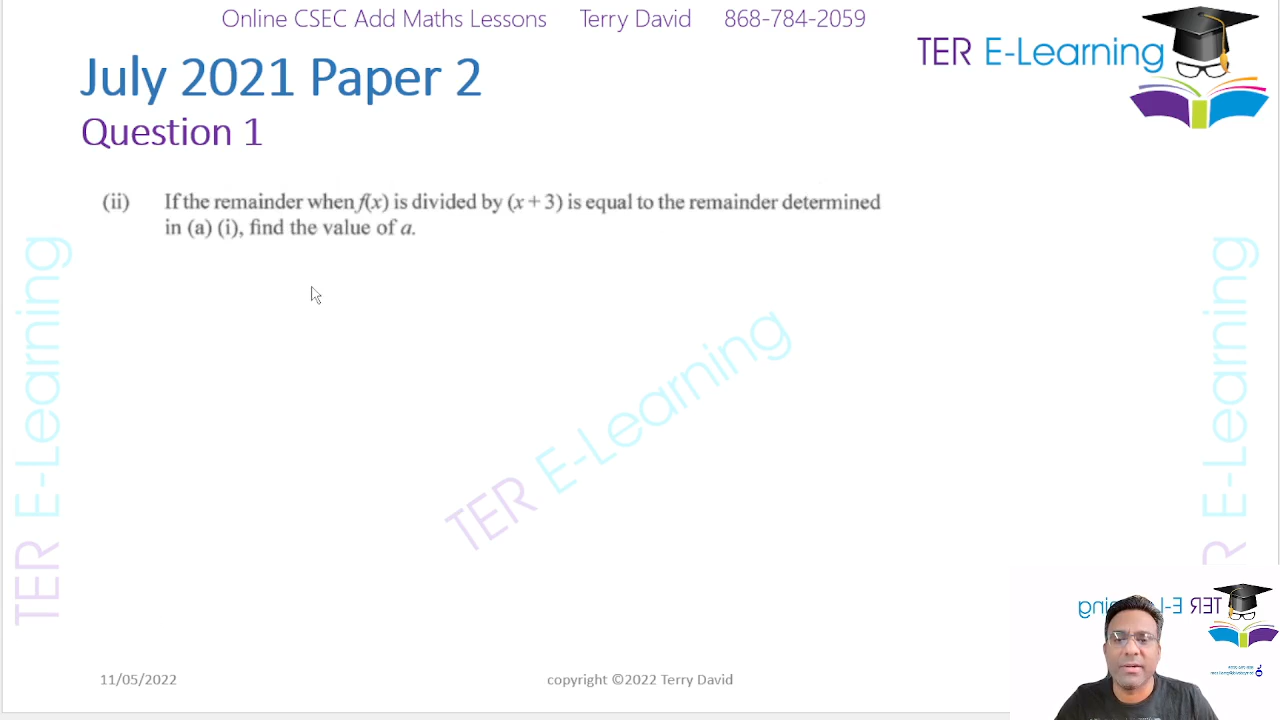 Online CSEC Add Maths Lessons Terry David 868-784-2059
TER E-Learning
July 2021 Paper 2
Question 1
(ii) If the remainder when f(x) is divided by (x + 3) is equal to the remainder determined
in (a) (i), find the value of a.
TER E-Learning
TER E-Learning
R E-Learning
11/05/2022
copyright ©2022 Terry David